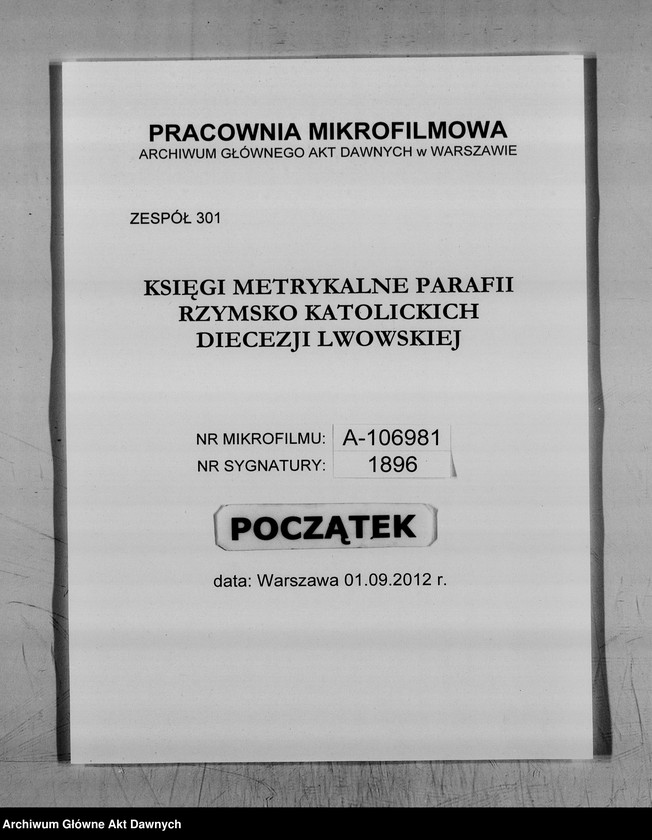 PRACOWNIA MIKROFILMOWA
ARCHIWUM GŁÓWNEGO AKT DAWNYCH w WARSZAWIE
ZESPÓŁ 301
KSIĘGI METRYKALNE PARAFII
RZYMSKO KATOLICKICH
DIECEZJI LWOWSKIEJ
NR MIKROFILMU: A-106981
NR SYGNATURY: 1896
POCZĄTEK
data: Warszawa 01.09.2012 r.
Archiwum Główne Akt Dawnych